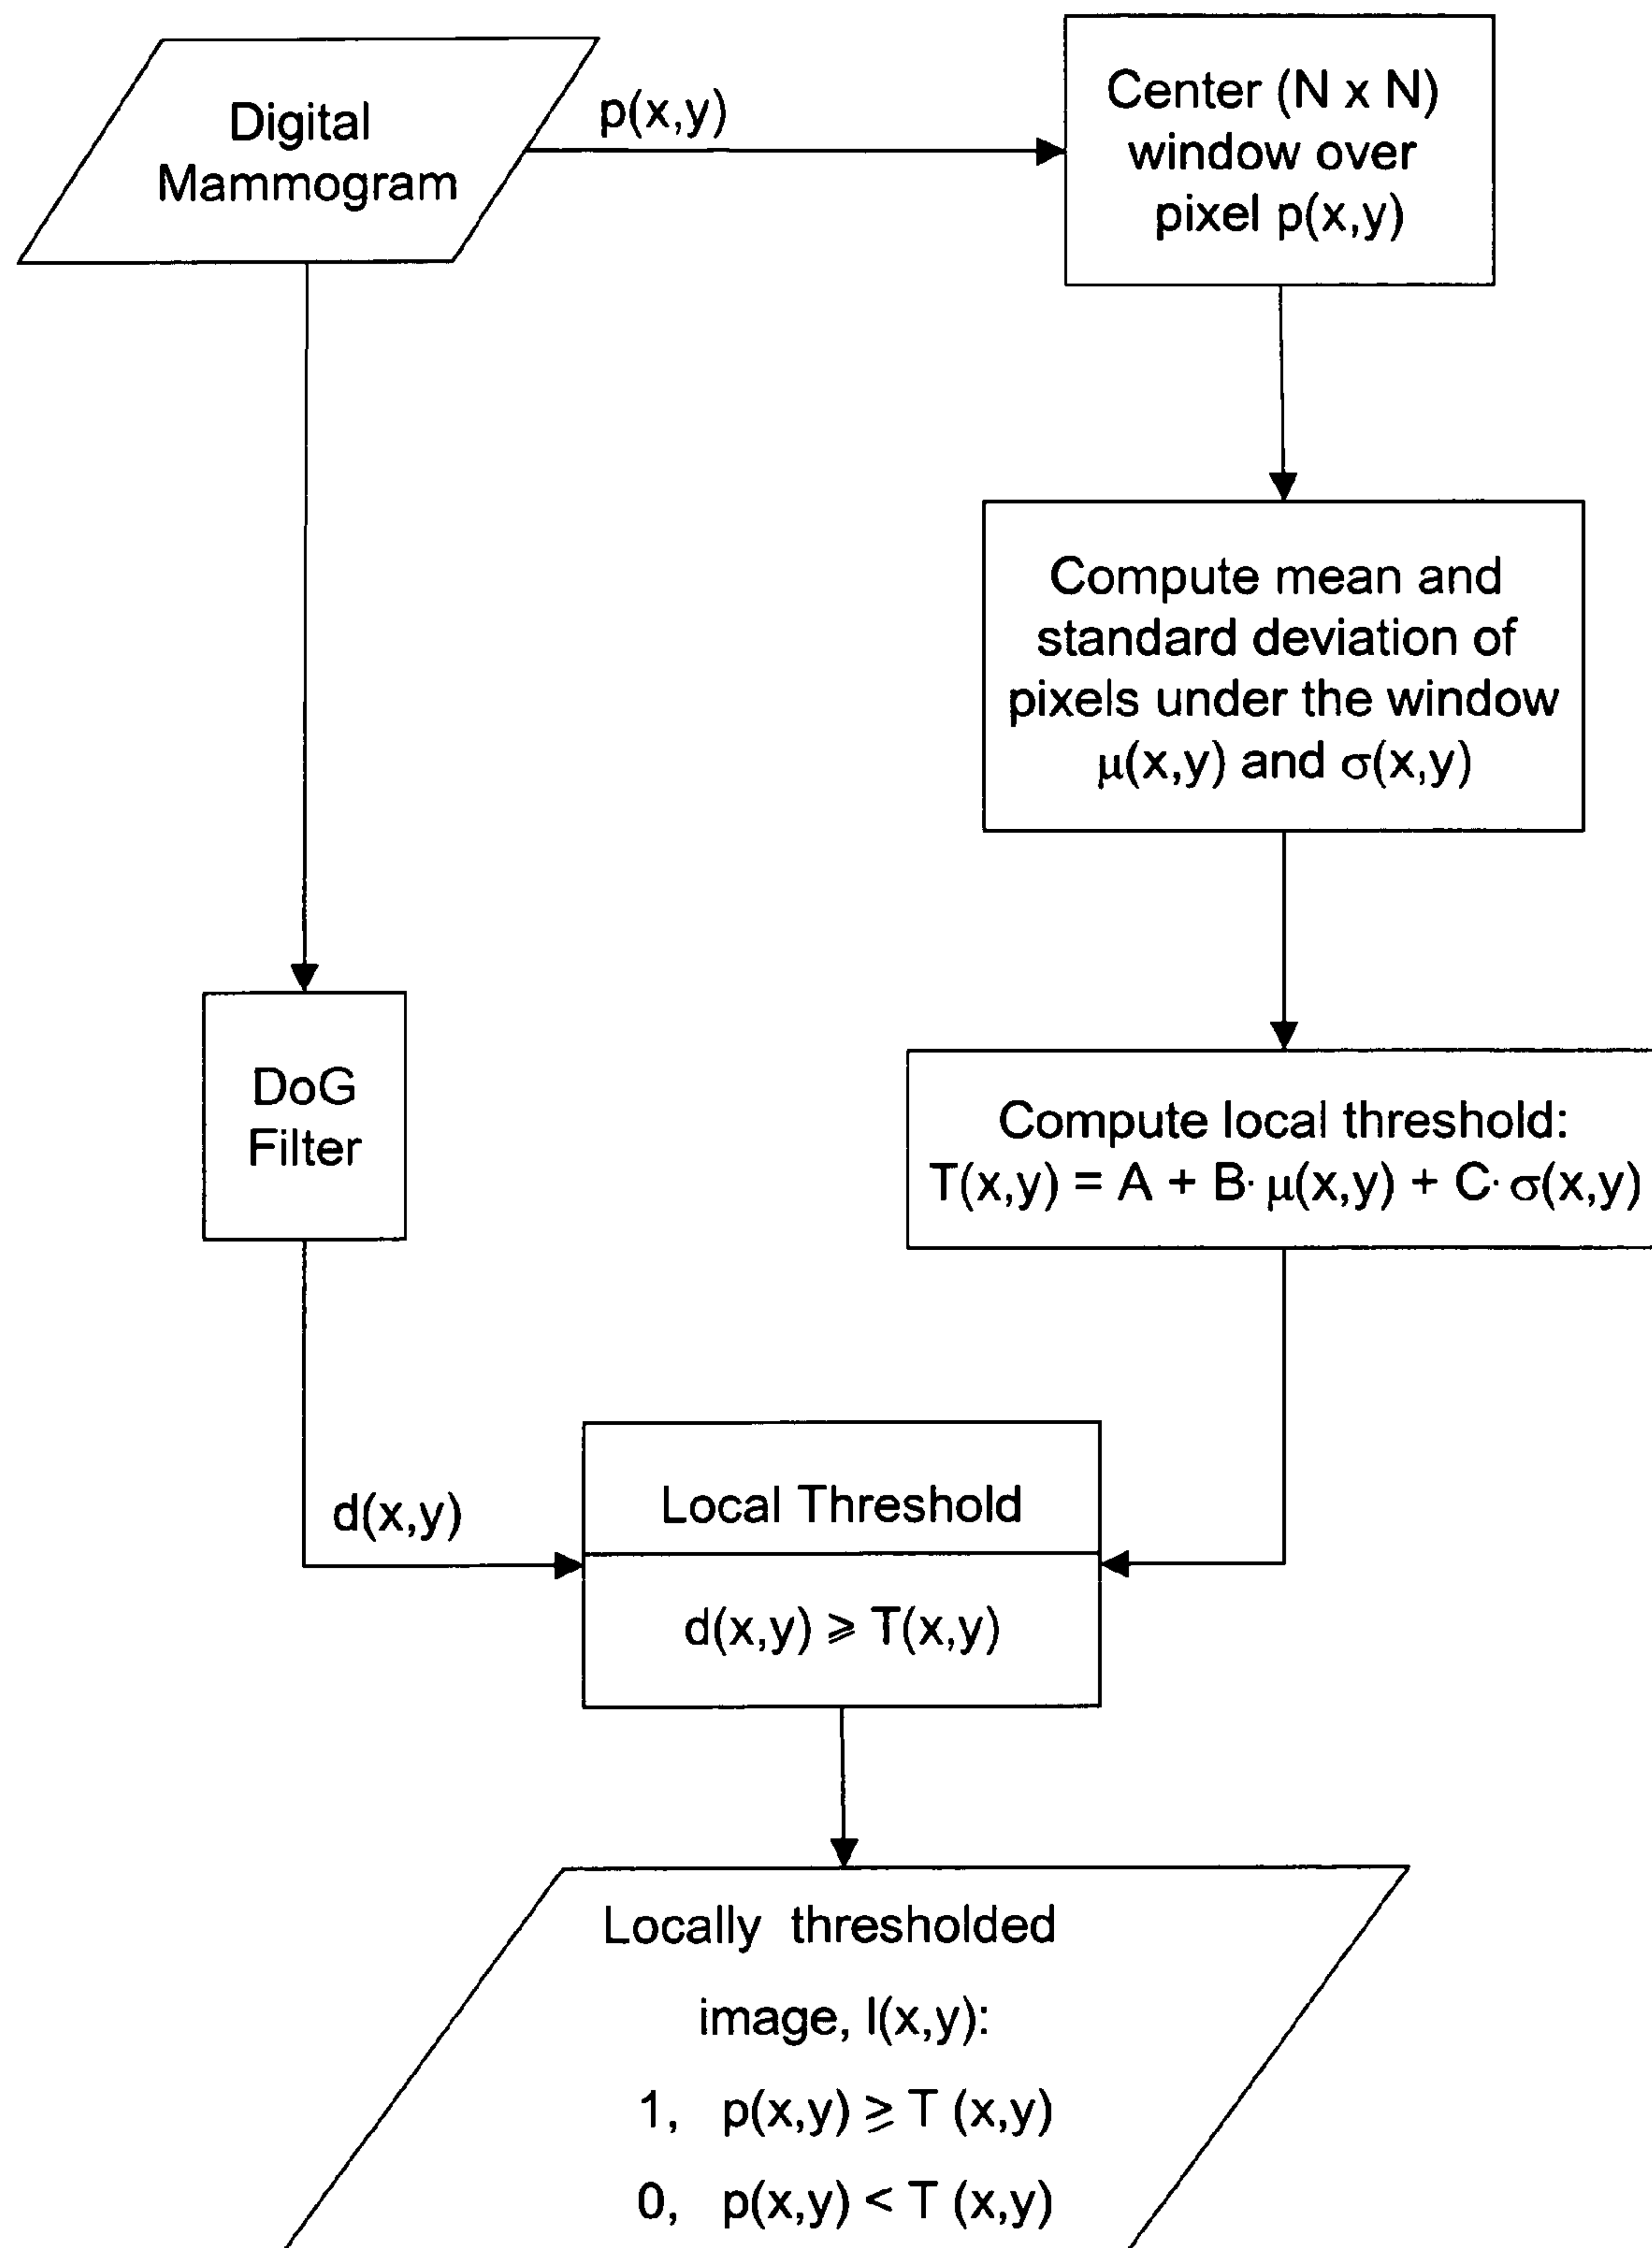 Digital
Mammogram
p(x,y)
Center (N x N)
window over
pixel p(x,y)
Compute mean and
standard deviation of
pixels under the window
μ(x,y) and σ(x,y)
DoG
Filter
Compute local threshold:
T(x,y) = A + B· μ(x,y) + C· σ(x,y)
d(x,y)
Local Threshold
d(x,y) ⩾ T(x,y)
Locally thresholded
image, I(x,y):
1, p(x,y) ⩾ T (x,y)
0, p(x,y) < T (x,y)